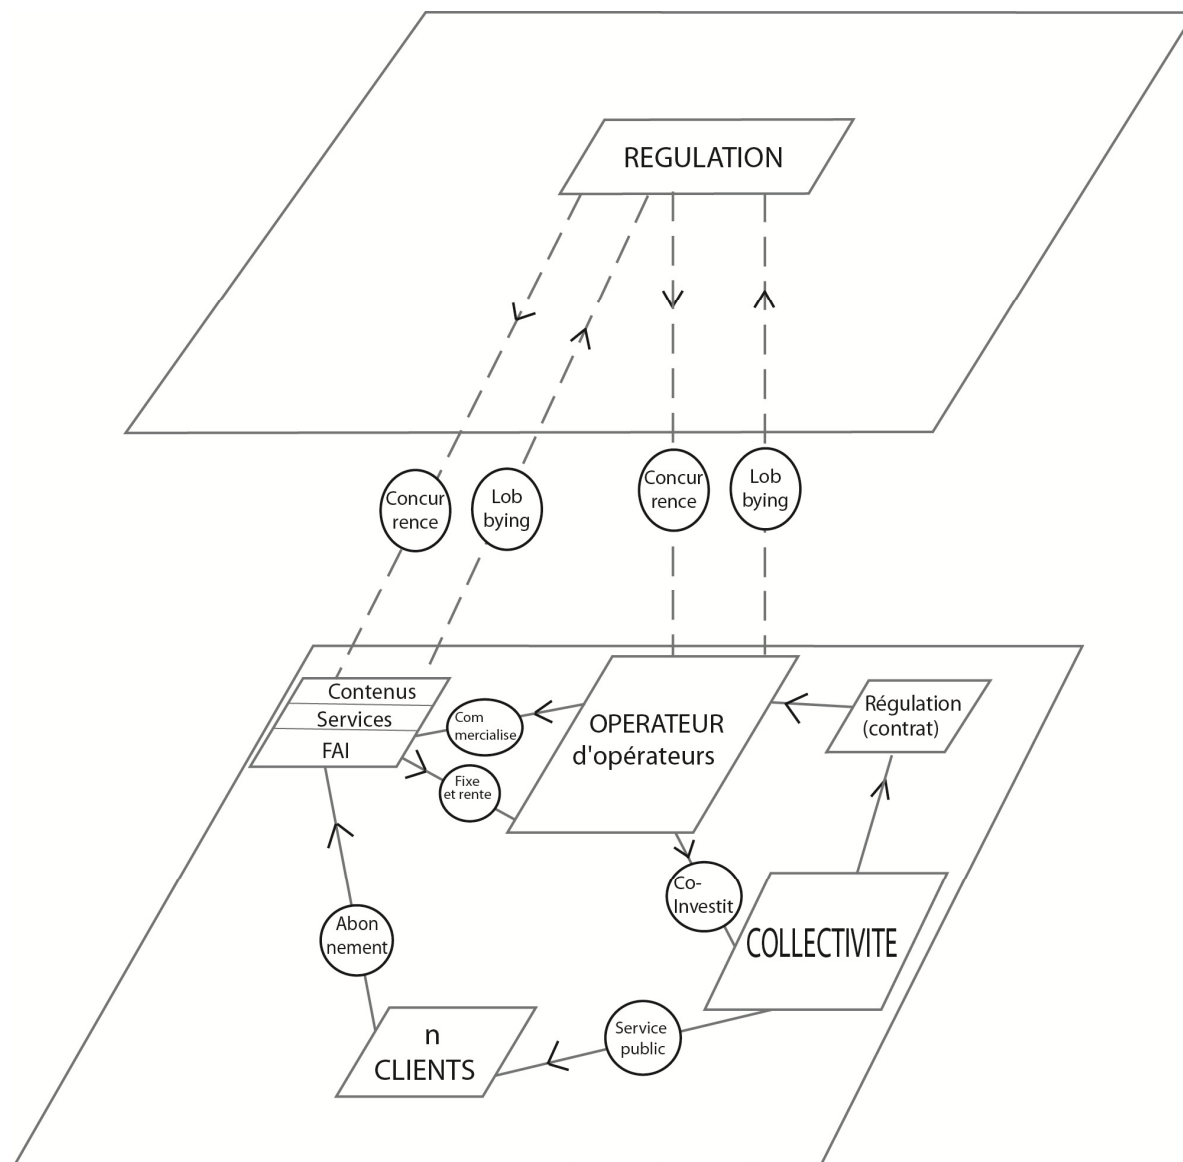 REGULATION
Concur
rence
Lob
bying
Concur
rence
Lob
bying
Contenus
Services
FAI
Com
mercialise
Fixe
et rente
OPERATEUR
d'opérateurs
Régulation
(contrat)
Co-
Investit
COLLECTIVITE
Abon
nement
n
CLIENTS
Service
public